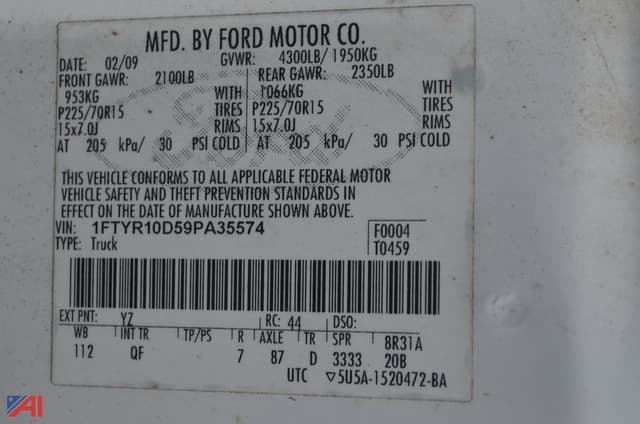 MFD. BY FORD MOTOR CO.
DATE: 02/09 GVWR: 4300LB/ 1950KG
FRONT GAWR: 2100LB REAR GAWR: 2350LB
953KG WITH 1066KG WITH
P225/70R15 TIRES P225/70R15 TIRES
15x7.0J RIMS 15x7.0J RIMS
AT 205 kPa/ 30 PSI COLD AT 205 kPa/ 30 PSI COLD
Ford
THIS VEHICLE CONFORMS TO ALL APPLICABLE FEDERAL MOTOR
VEHICLE SAFETY AND THEFT PREVENTION STANDARDS IN
EFFECT ON THE DATE OF MANUFACTURE SHOWN ABOVE.
VIN: 1FTYR10D59PA35574 F0004
TYPE: Truck T0459
EXT PNT: YZ RC: 44 DSO:
WB INT TR TP/PS R AXLE TR SPR 8R31A
112 QF 7 87 D 3333 20B
UTC ▽5U5A-1520472-BA
AI